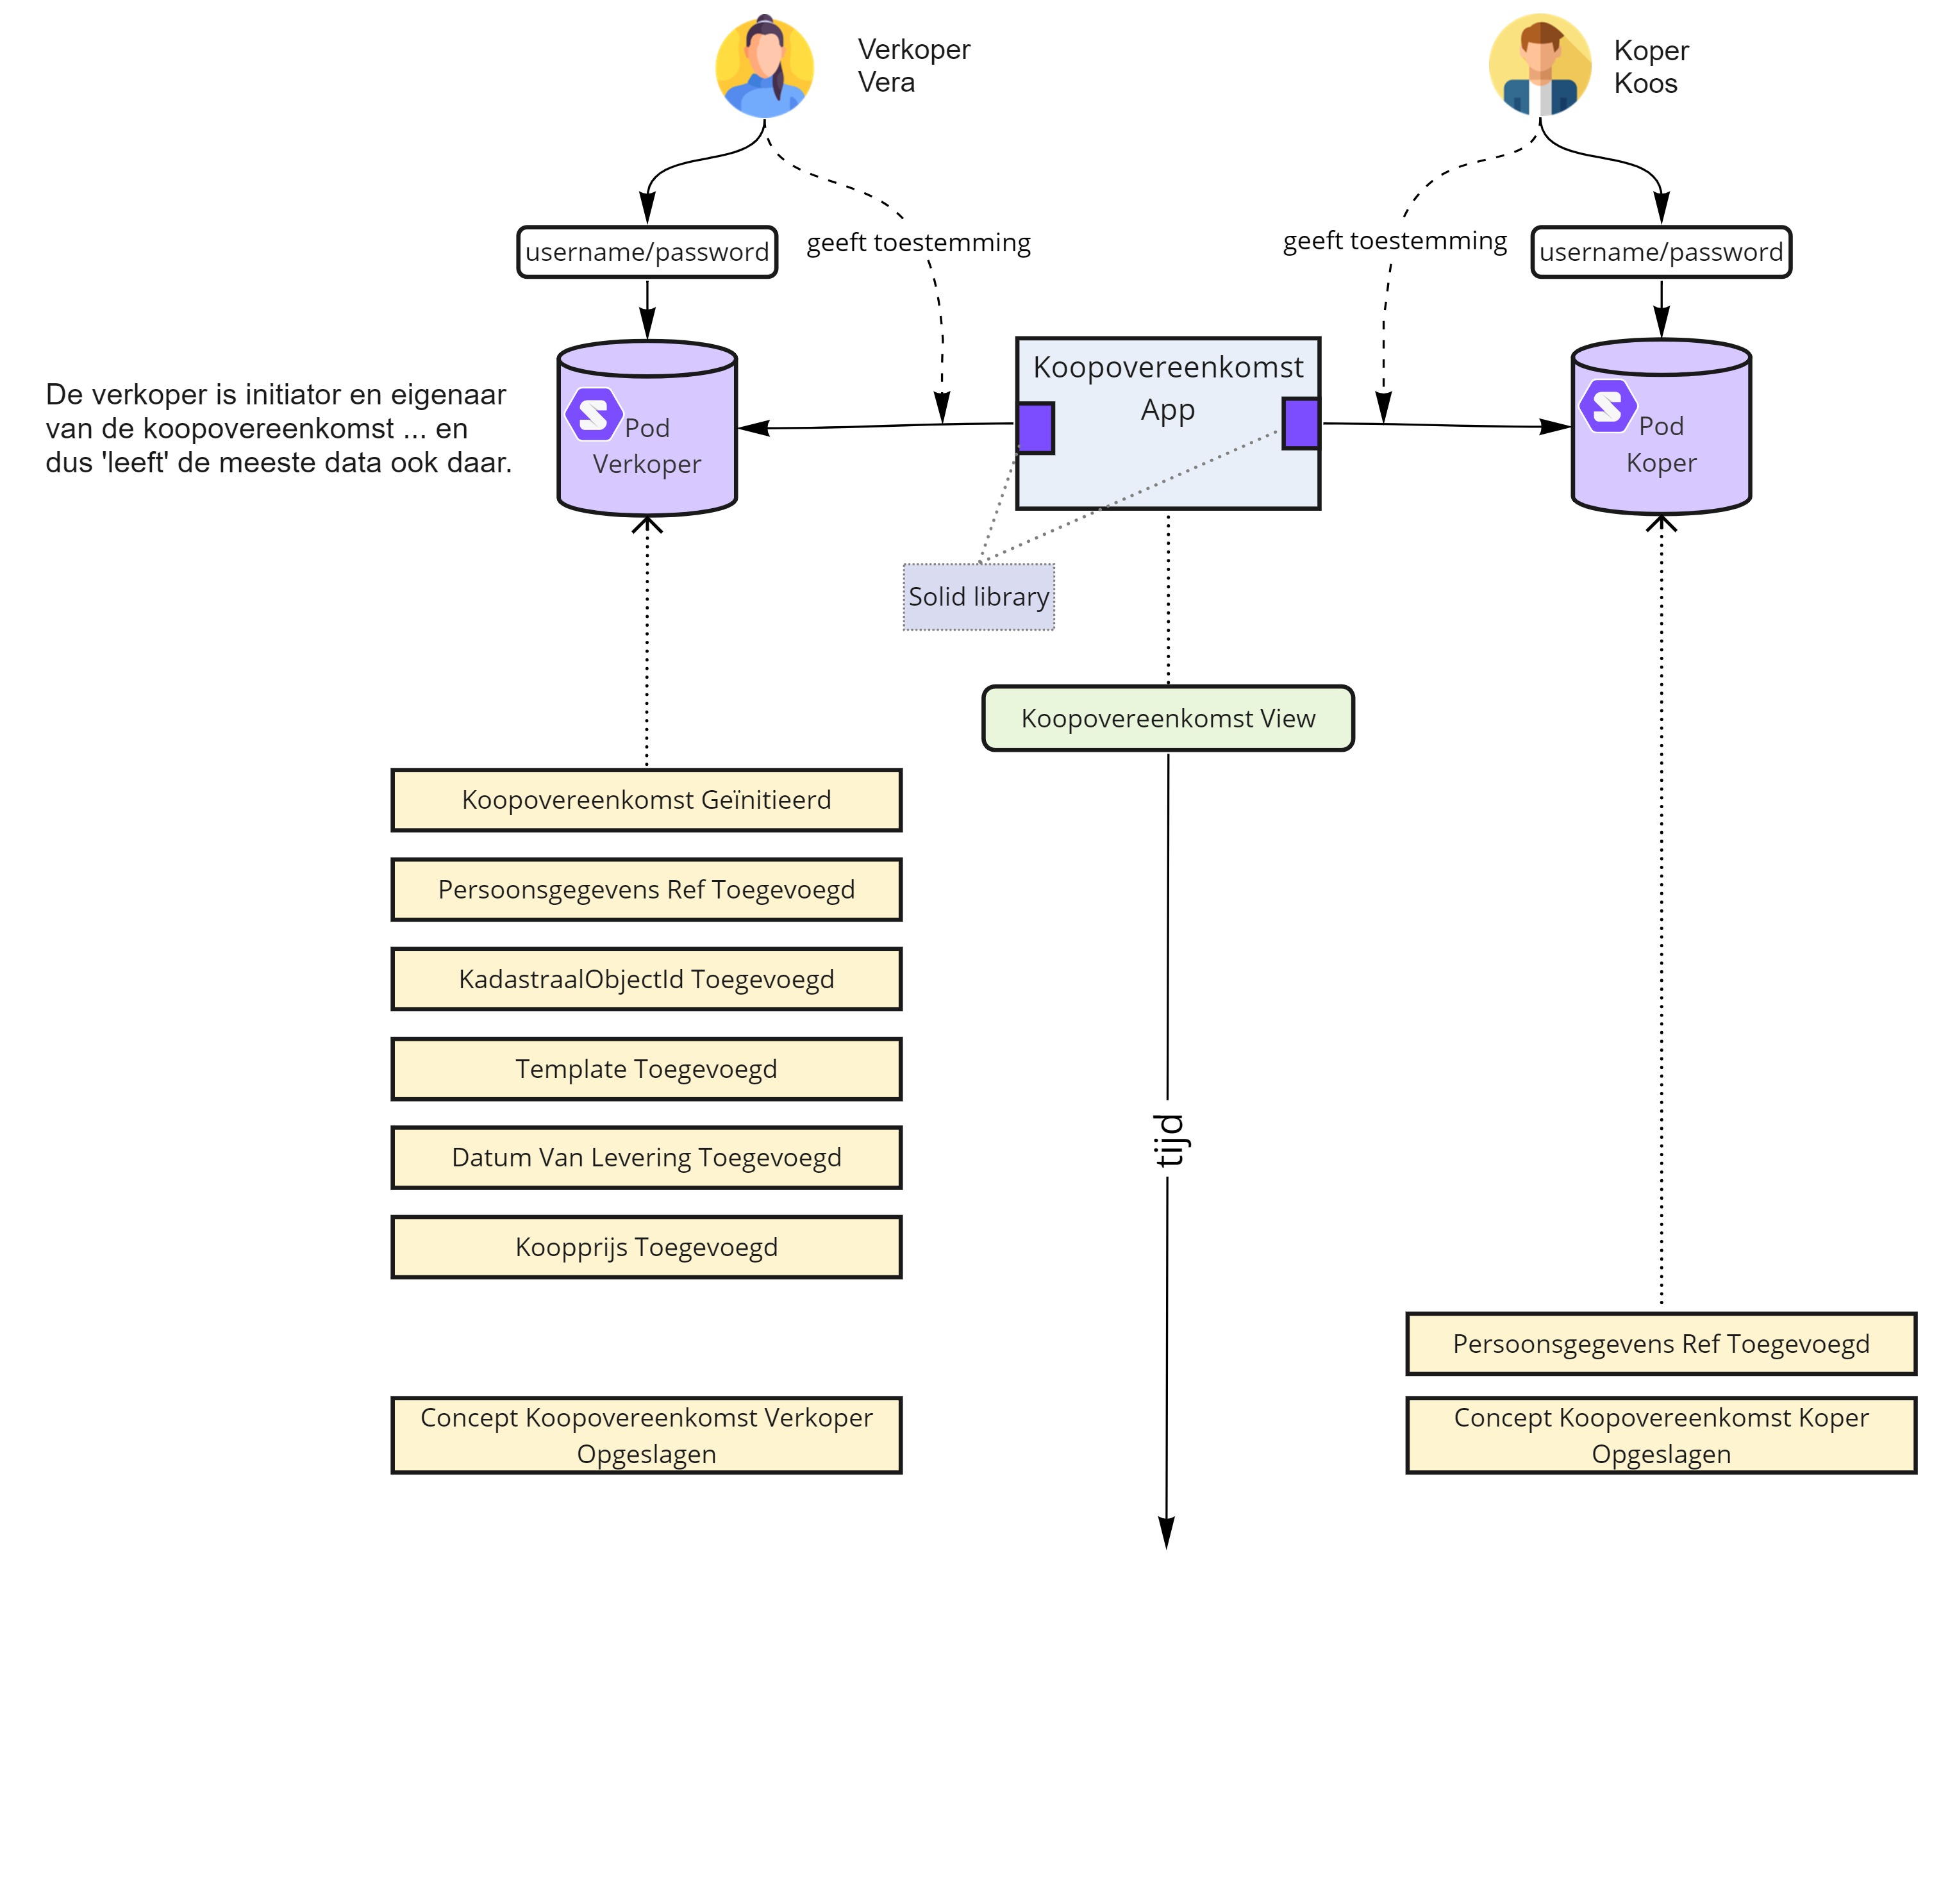 Verkoper
Vera
Koper
Koos
username/password
geeft toestemming
geeft toestemming
username/password
De verkoper is initiator en eigenaar
van de koopovereenkomst ... en
dus 'leeft' de meeste data ook daar.
Pod
Verkoper
Koopovereenkomst
App
Pod
Koper
Solid library
Koopovereenkomst View
Koopovereenkomst Geïnitieerd
Persoonsgegevens Ref Toegevoegd
KadastraalObjectId Toegevoegd
Template Toegevoegd
Datum Van Levering Toegevoegd
Koopprijs Toegevoegd
tijd
Persoonsgegevens Ref Toegevoegd
Concept Koopovereenkomst Verkoper
Opgeslagen
Concept Koopovereenkomst Koper
Opgeslagen